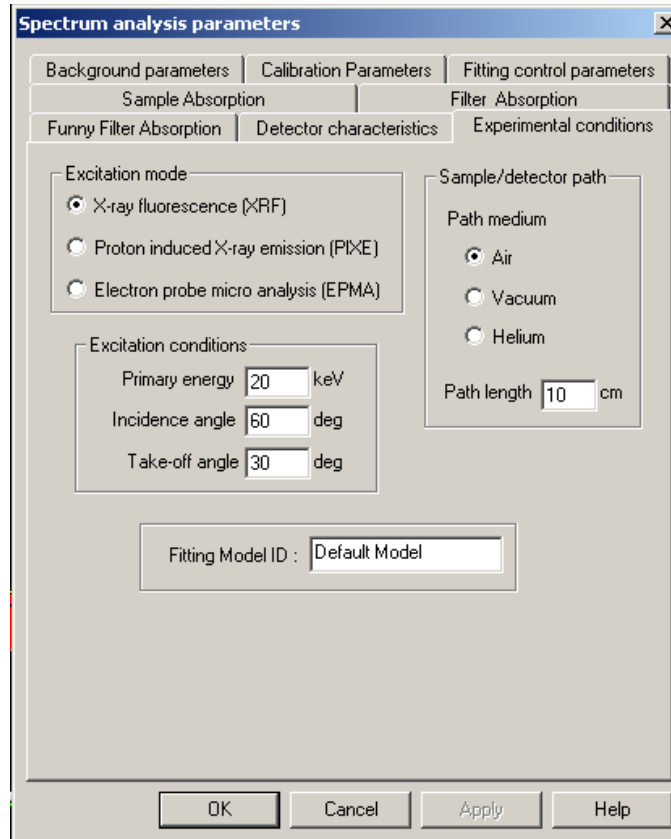 Spectrum analysis parameters
Background parameters
Calibration Parameters
Fitting control parameters
Sample Absorption
Filter Absorption
Funny Filter Absorption
Detector characteristics
Experimental conditions
Excitation mode
X-ray fluorescence (XRF)
Proton induced X-ray emission (PIXE)
Electron probe micro analysis (EPMA)
Sample/detector path
Path medium
Air
Vacuum
Helium
Path length 10 cm
Excitation conditions
Primary energy 20 keV
Incidence angle 60 deg
Take-off angle 30 deg
Fitting Model ID : Default Model
OK
Cancel
Apply
Help